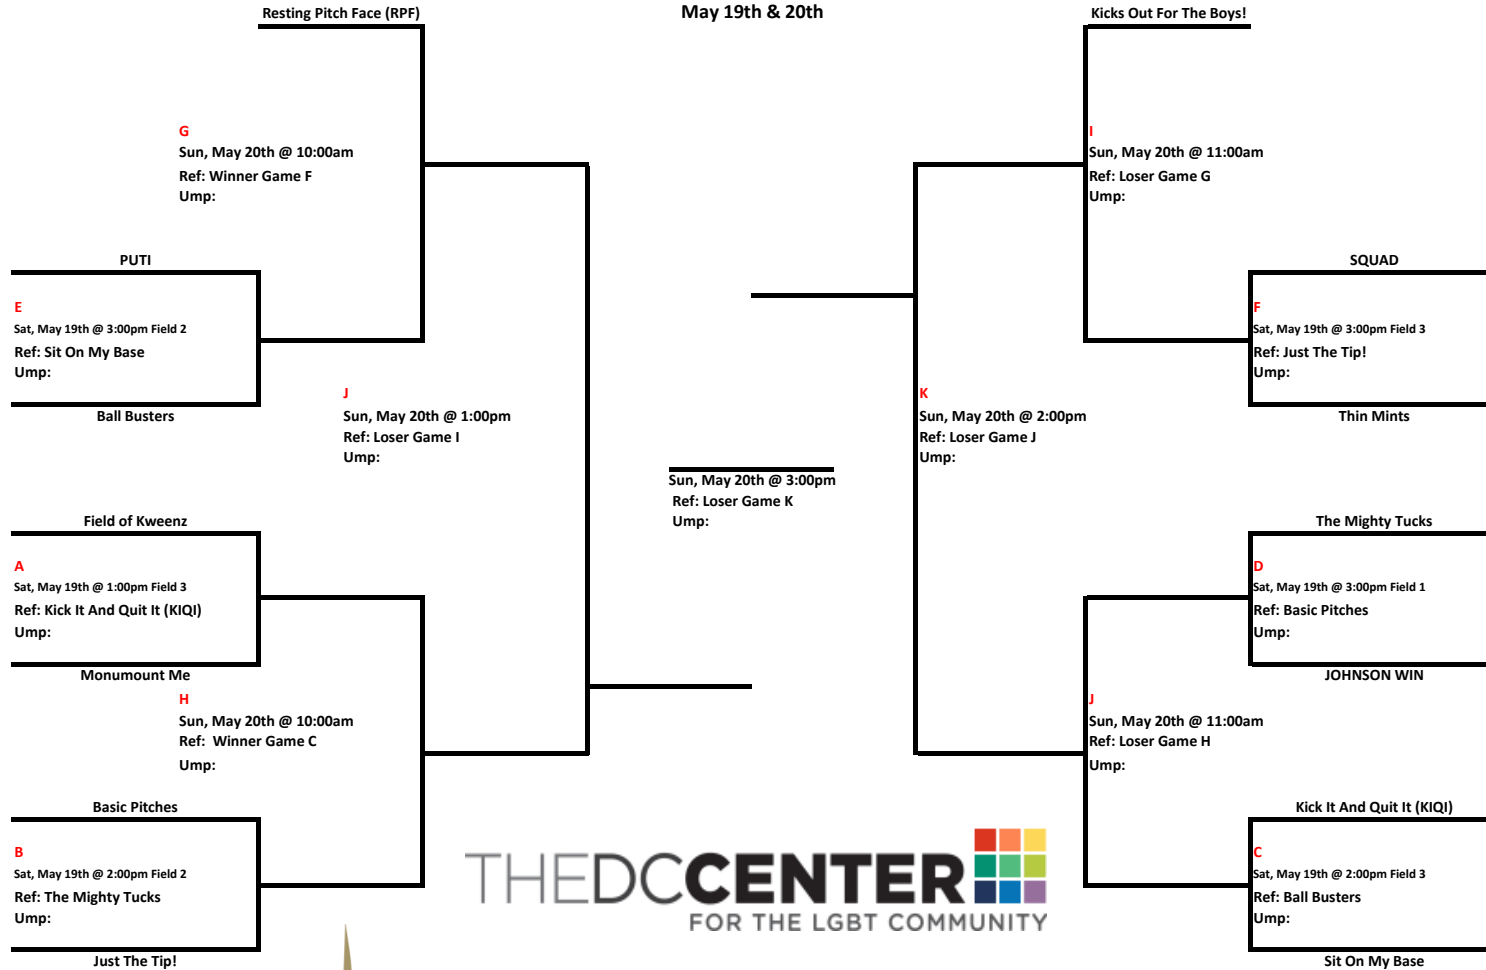 Resting Pitch Face (RPF)
May 19th & 20th
Kicks Out For The Boys!
G
Sun, May 20th @ 10:00am
Ref: Winner Game F
Ump:
I
Sun, May 20th @ 11:00am
Ref: Loser Game G
Ump:
PUTI
E
Sat, May 19th @ 3:00pm Field 2
Ref: Sit On My Base
Ump:
Ball Busters
SQUAD
F
Sat, May 19th @ 3:00pm Field 3
Ref: Just The Tip!
Ump:
Thin Mints
J
Sun, May 20th @ 1:00pm
Ref: Loser Game I
Ump:
K
Sun, May 20th @ 2:00pm
Ref: Loser Game J
Ump:
Sun, May 20th @ 3:00pm
Ref: Loser Game K
Ump:
Field of Kweenz
A
Sat, May 19th @ 1:00pm Field 3
Ref: Kick It And Quit It (KIQI)
Ump:
Monumount Me
The Mighty Tucks
D
Sat, May 19th @ 3:00pm Field 1
Ref: Basic Pitches
Ump:
JOHNSON WIN
H
Sun, May 20th @ 10:00am
Ref: Winner Game C
Ump:
J
Sun, May 20th @ 11:00am
Ref: Loser Game H
Ump:
Basic Pitches
B
Sat, May 19th @ 2:00pm Field 2
Ref: The Mighty Tucks
Ump:
Just The Tip!
Kick It And Quit It (KIQI)
C
Sat, May 19th @ 2:00pm Field 3
Ref: Ball Busters
Ump:
Sit On My Base
THEDCCENTER
FOR THE LGBT COMMUNITY